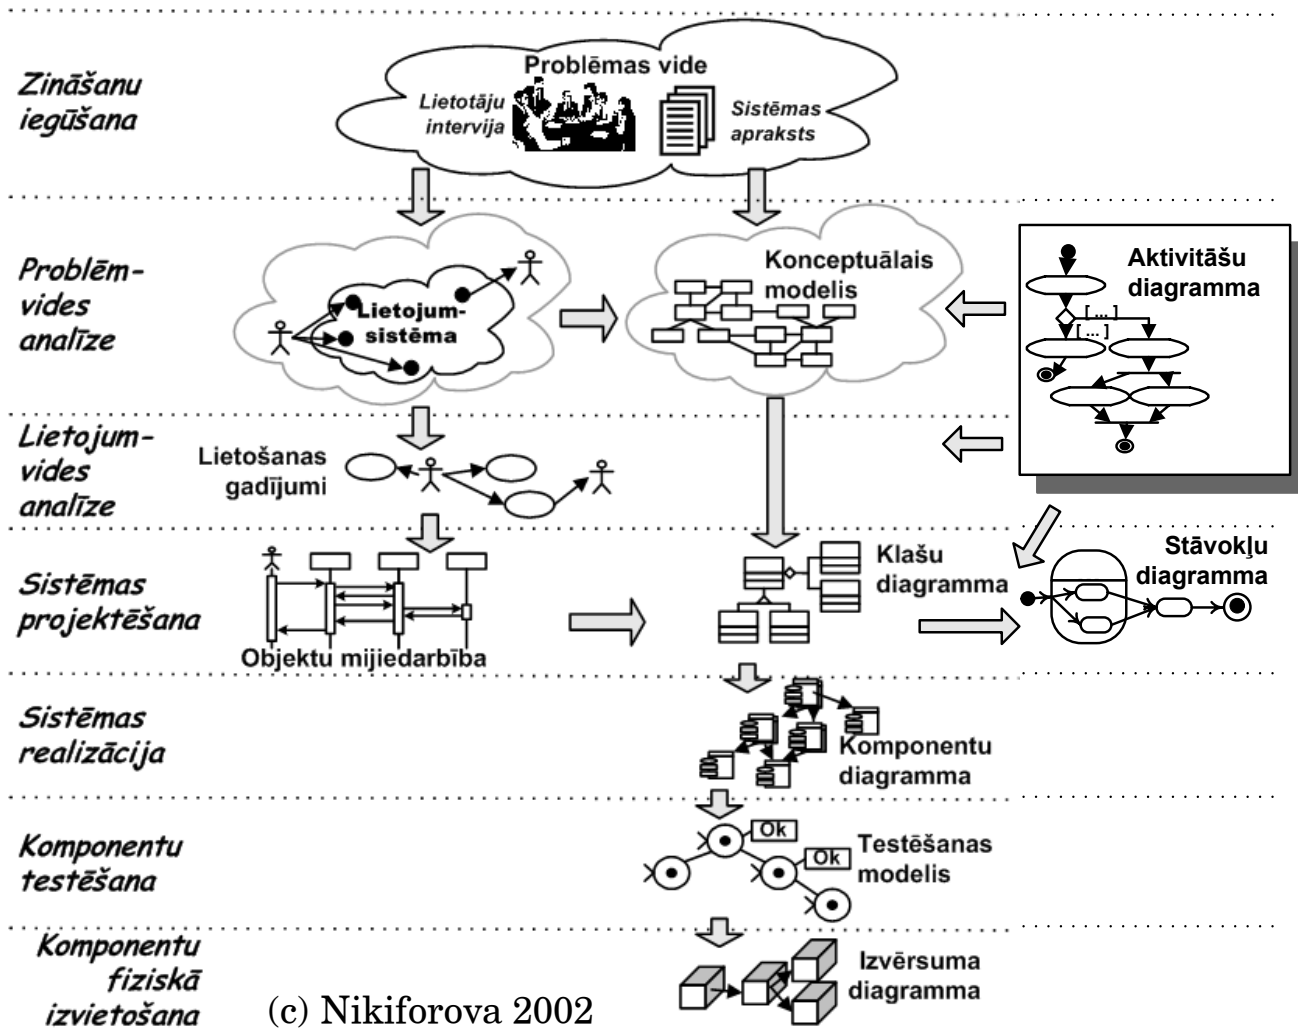 Zināšanu
iegūšana
Problēmas vide
Lietotāju
intervija
Sistēmas
apraksts
Problēm-
vides
analīze
Lietojum-
sistēma
Konceptuālais
modelis
Aktivitāšu
diagramma
[ ... ]
[ ... ]
Lietojum-
vides
analīze
Lietošanas
gadījumi
Sistēmas
projektēšana
Objektu mijiedarbība
Klašu
diagramma
Stāvokļu
diagramma
Sistēmas
realizācija
Komponentu
diagramma
Komponentu
testēšana
Ok
Ok
Testēšanas
modelis
Komponentu
fiziskā
izvietošana
(c) Nikiforova 2002
Izvērsuma
diagramma